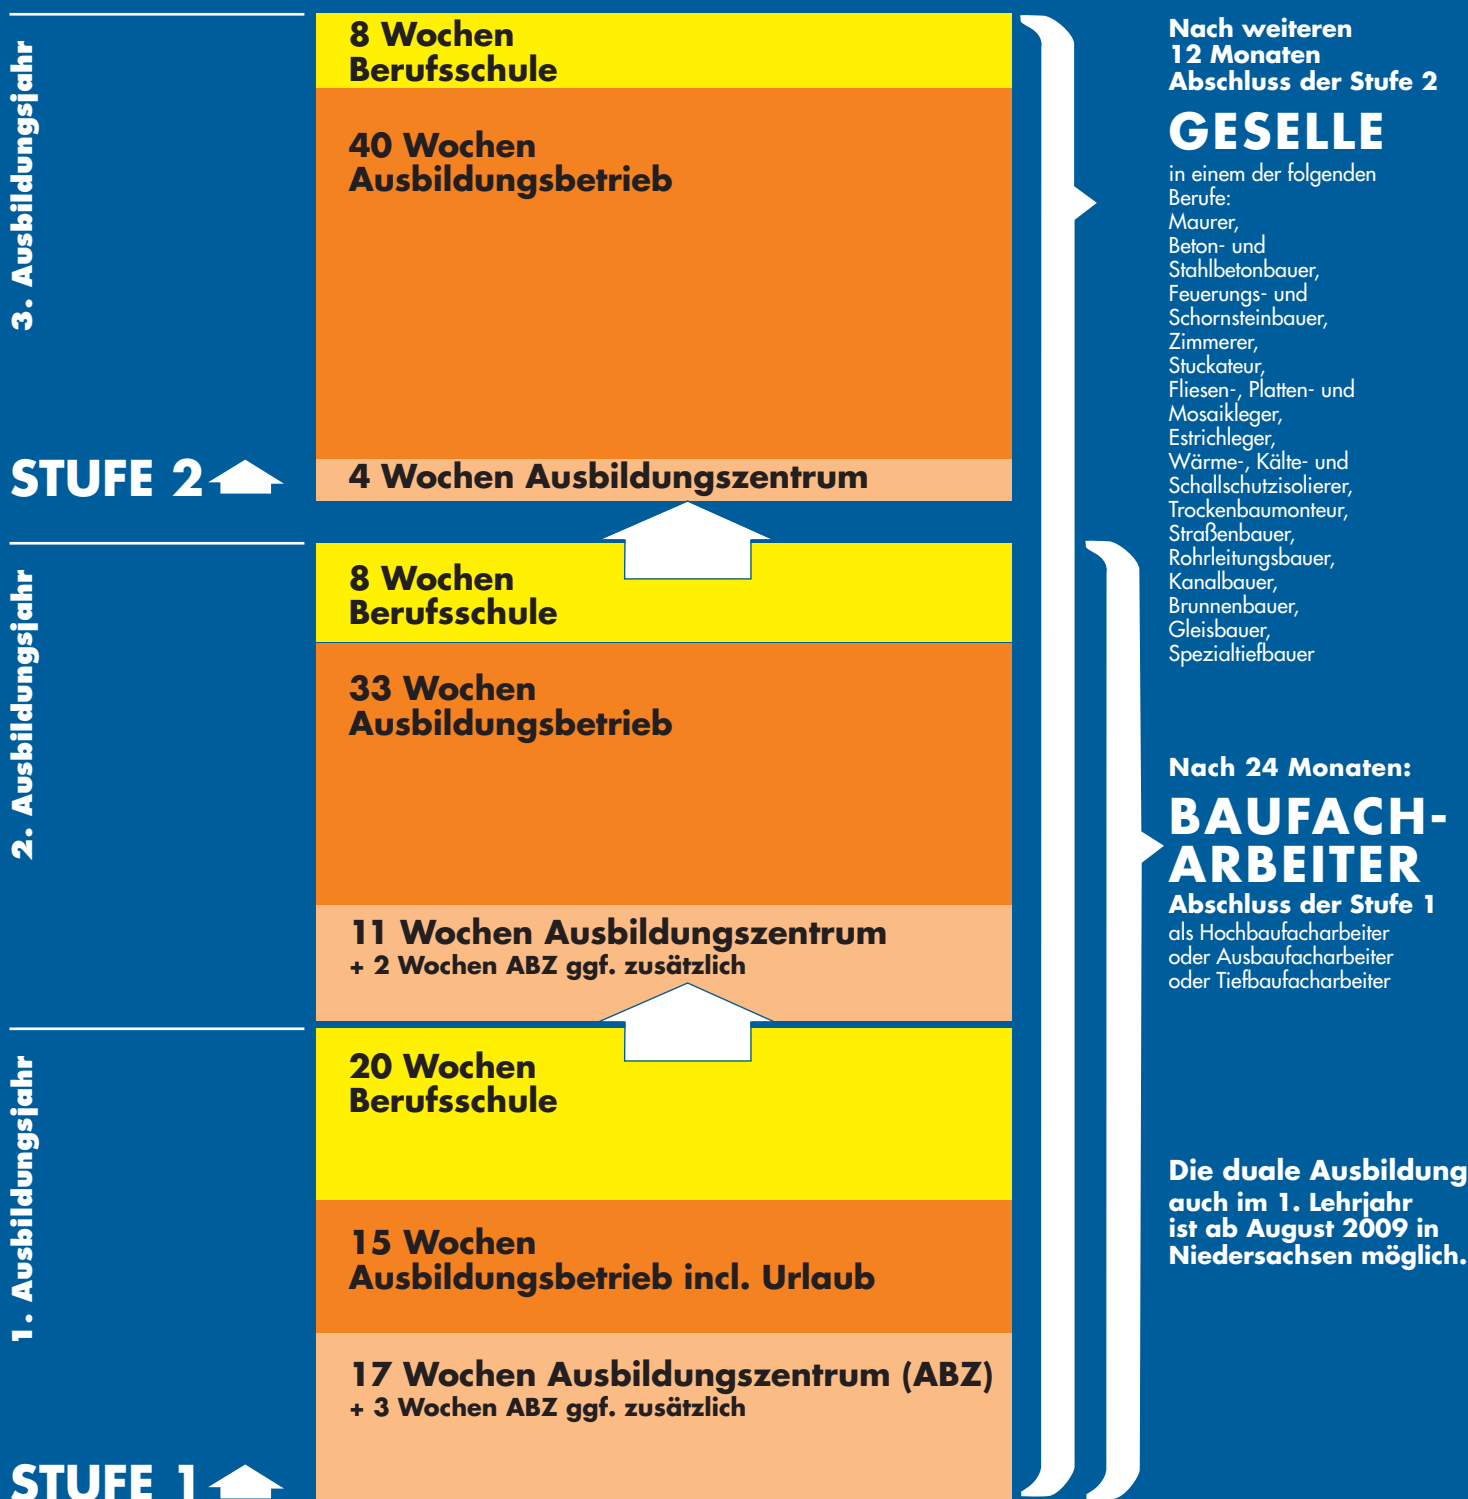 3. Ausbildungsjahr
8 Wochen
Berufsschule
40 Wochen
Ausbildungsbetrieb
STUFE 2
4 Wochen Ausbildungszentrum
2. Ausbildungsjahr
8 Wochen
Berufsschule
33 Wochen
Ausbildungsbetrieb
11 Wochen Ausbildungszentrum
+ 2 Wochen ABZ ggf. zusätzlich
1. Ausbildungsjahr
20 Wochen
Berufsschule
15 Wochen
Ausbildungsbetrieb incl. Urlaub
17 Wochen Ausbildungszentrum (ABZ)
+ 3 Wochen ABZ ggf. zusätzlich
STUFE 1
Nach weiteren
12 Monaten
Abschluss der Stufe 2
GESELLE
in einem der folgenden
Berufe:
Maurer,
Beton- und
Stahlbetonbauer,
Feuerungs- und
Schornsteinbauer,
Zimmerer,
Stuckateur,
Fliesen-, Platten- und
Mosaikleger,
Estrichleger,
Wärme-, Kälte- und
Schallschutzisolierer,
Trockenbaumonteur,
Straßenbauer,
Rohrleitungsbauer,
Kanalbauer,
Brunnenbauer,
Gleisbauer,
Spezialtiefbauer
Nach 24 Monaten:
BAUFACH-
ARBEITER
Abschluss der Stufe 1
als Hochbaufacharbeiter
oder Ausbaufacharbeiter
oder Tiefbaufacharbeiter
Die duale Ausbildung
auch im 1. Lehrjahr
ist ab August 2009 in
Niedersachsen möglich.